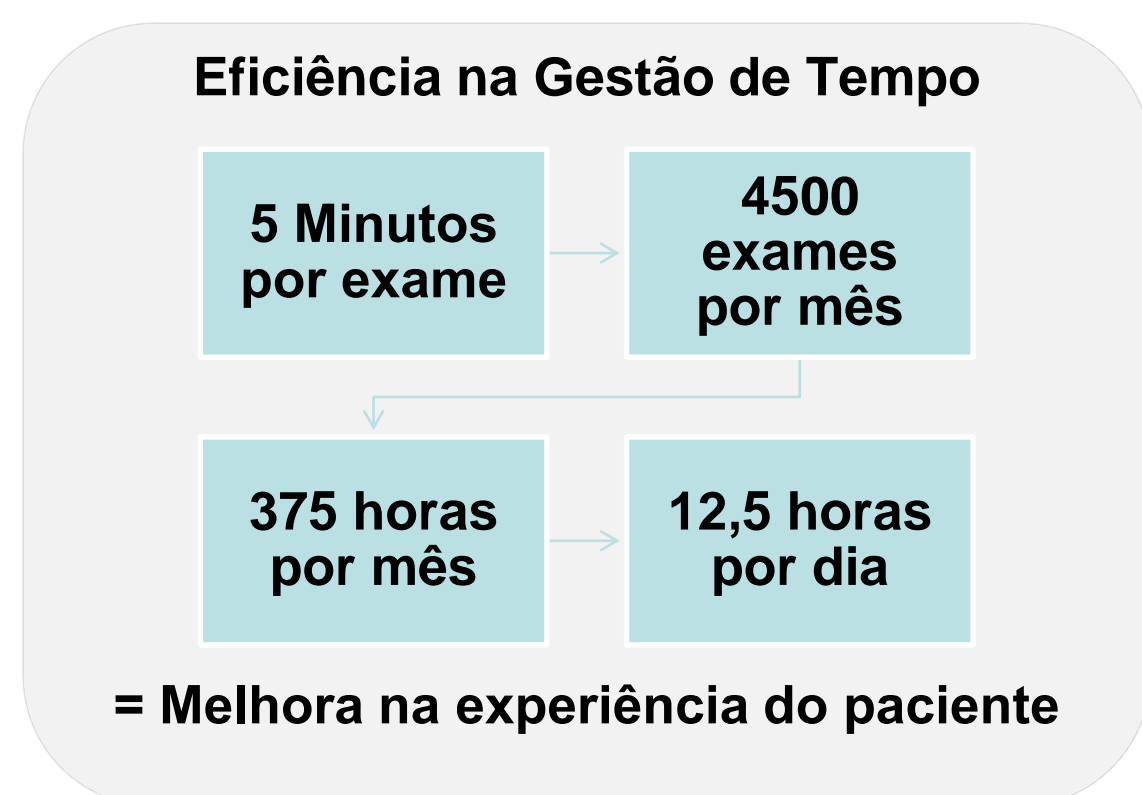 Eficiência na Gestão de Tempo
5 Minutos
por exame
4500
exames
por mês
375 horas
por mês
12,5 horas
por dia
= Melhora na experiência do paciente